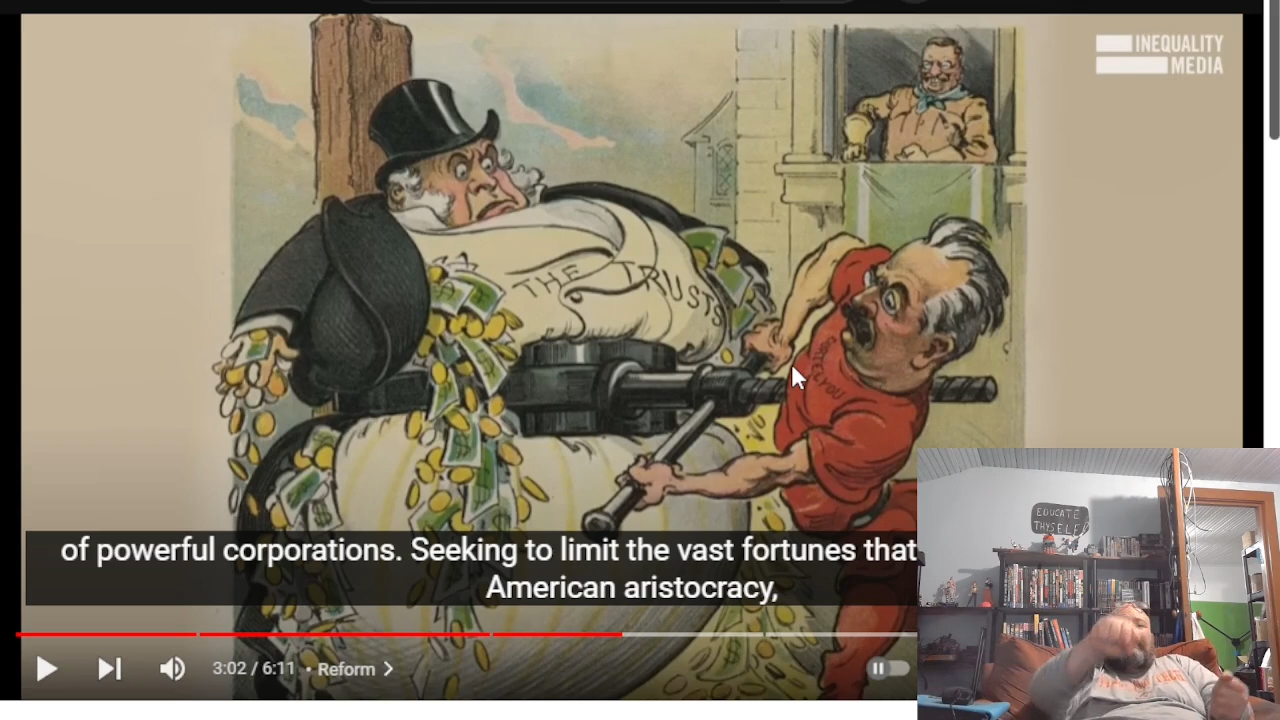 INEQUALITY
MEDIA
THE TRUSTS
of powerful corporations. Seeking to limit the vast fortunes that
American aristocracy,
3:02 / 6:11 • Reform
EDUCATE
THYSELF